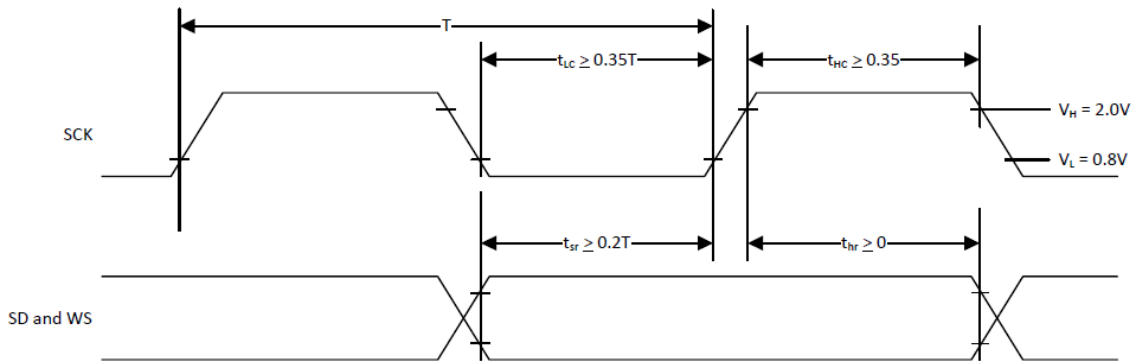 T
t_LC ≥ 0.35T
t_HC ≥ 0.35
SCK
V_H = 2.0V
V_L = 0.8V
t_sr ≥ 0.2T
t_hr ≥ 0
SD and WS